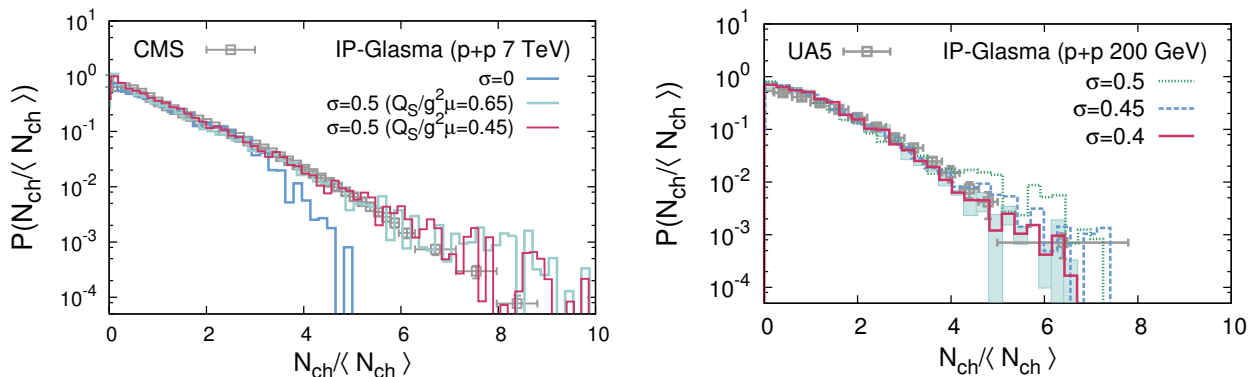 CMS
IP-Glasma (p+p 7 TeV)
σ=0
σ=0.5 (Q_S/g²μ=0.65)
σ=0.5 (Q_S/g²μ=0.45)
P(N_ch/⟨ N_ch ⟩)
10¹
10⁰
10⁻¹
10⁻²
10⁻³
10⁻⁴
0 2 4 6 8 10
N_ch/⟨ N_ch ⟩
UA5
IP-Glasma (p+p 200 GeV)
σ=0.5
σ=0.45
σ=0.4
P(N_ch/⟨ N_ch ⟩)
10²
10¹
10⁰
10⁻¹
10⁻²
10⁻³
10⁻⁴
0 2 4 6 8 10
N_ch/⟨ N_ch ⟩